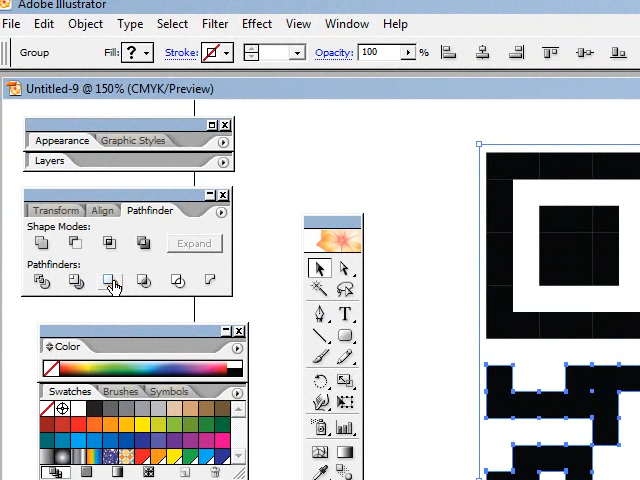 Adobe Illustrator
File Edit Object Type Select Filter Effect View Window Help
Group Fill: ? Stroke: Opacity: 100 %
Untitled-9 @ 150% (CMYK/Preview)
Appearance Graphic Styles
Layers
Transform Align Pathfinder
Shape Modes:
Expand
Pathfinders:
Color
Swatches Brushes Symbols
T